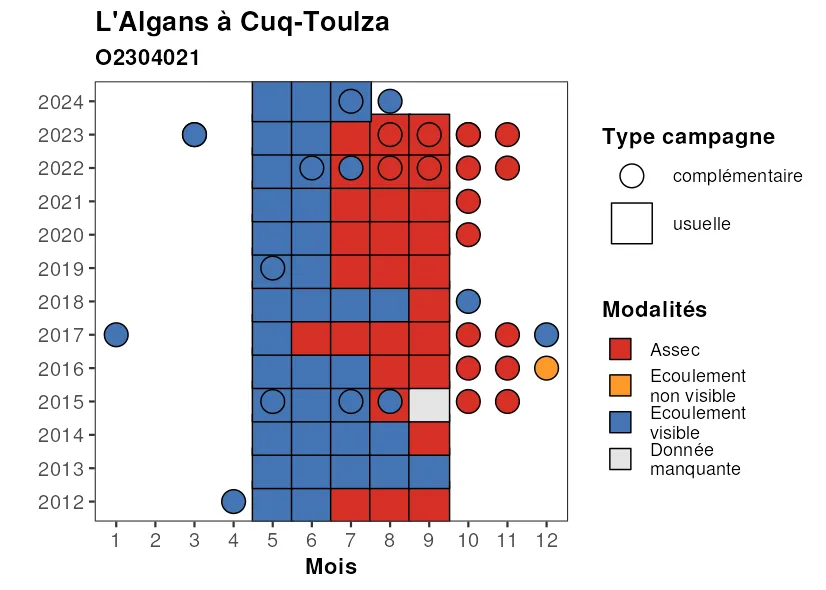 L'Algans à Cuq-Toulza
O2304021
2024
2023
2022
2021
2020
2019
2018
2017
2016
2015
2014
2013
2012
1 2 3 4 5 6 7 8 9 10 11 12
Mois
Type campagne
complémentaire
usuelle
Modalités
Assec
Ecoulement
non visible
Ecoulement
visible
Donnée
manquante